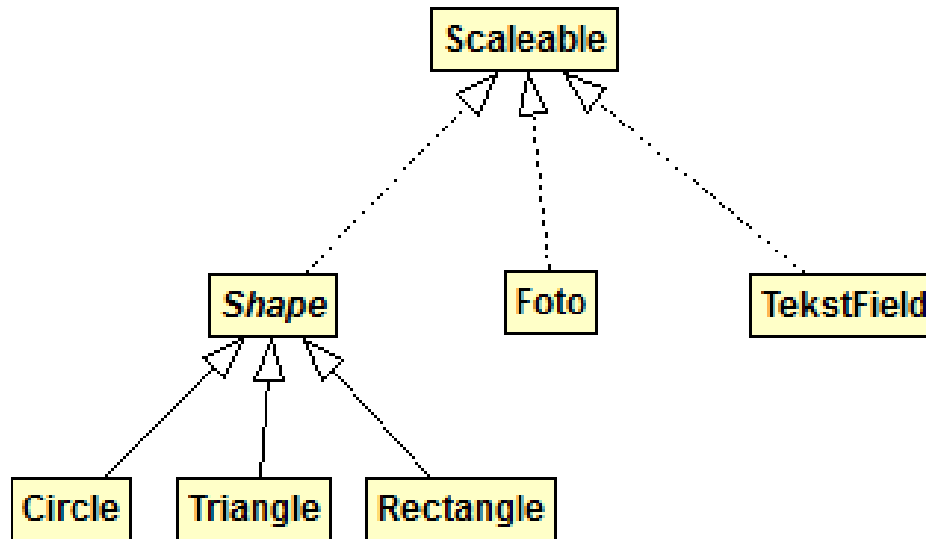 Scaleable
Shape
Foto
TekstField
Circle
Triangle
Rectangle